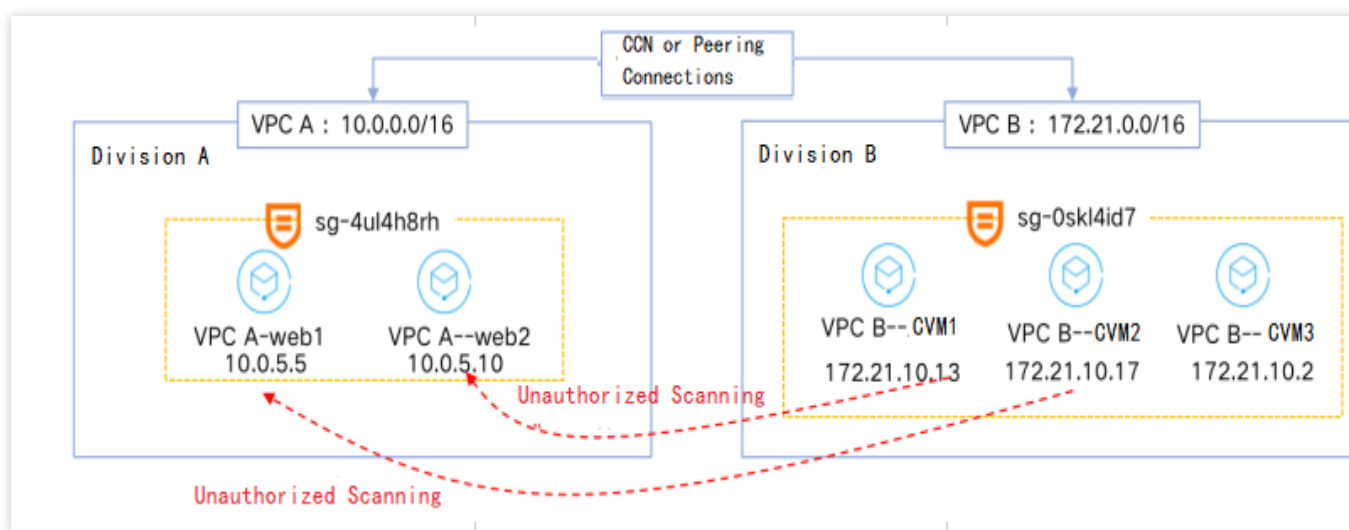 CCN or Peering
Connections
VPC A : 10.0.0.0/16
VPC B : 172.21.0.0/16
Division A
Division B
sg-4ul4h8rh
sg-0skl4id7
VPC A-web1
10.0.5.5
VPC A--web2
10.0.5.10
VPC B-- CVM1
172.21.10.13
VPC B--CVM2
172.21.10.17
VPC B-- CVM3
172.21.10.2
Unauthorized Scanning
Unauthorized Scanning